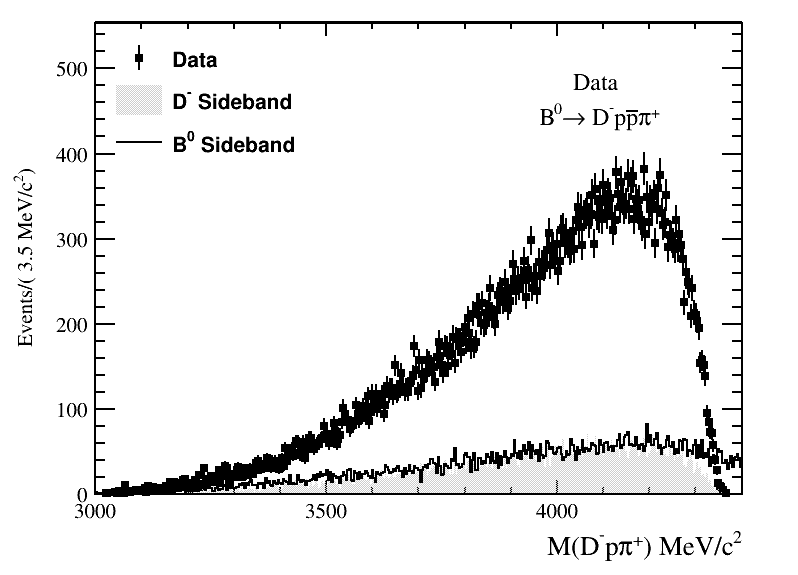 500
400
300
200
100
0
3000
3500
4000
Events/( 3.5 MeV/c²)
Data
D⁻ Sideband
B⁰ Sideband
Data
B⁰→ D⁻pp̅π⁺
M(D⁻pπ⁺) MeV/c²